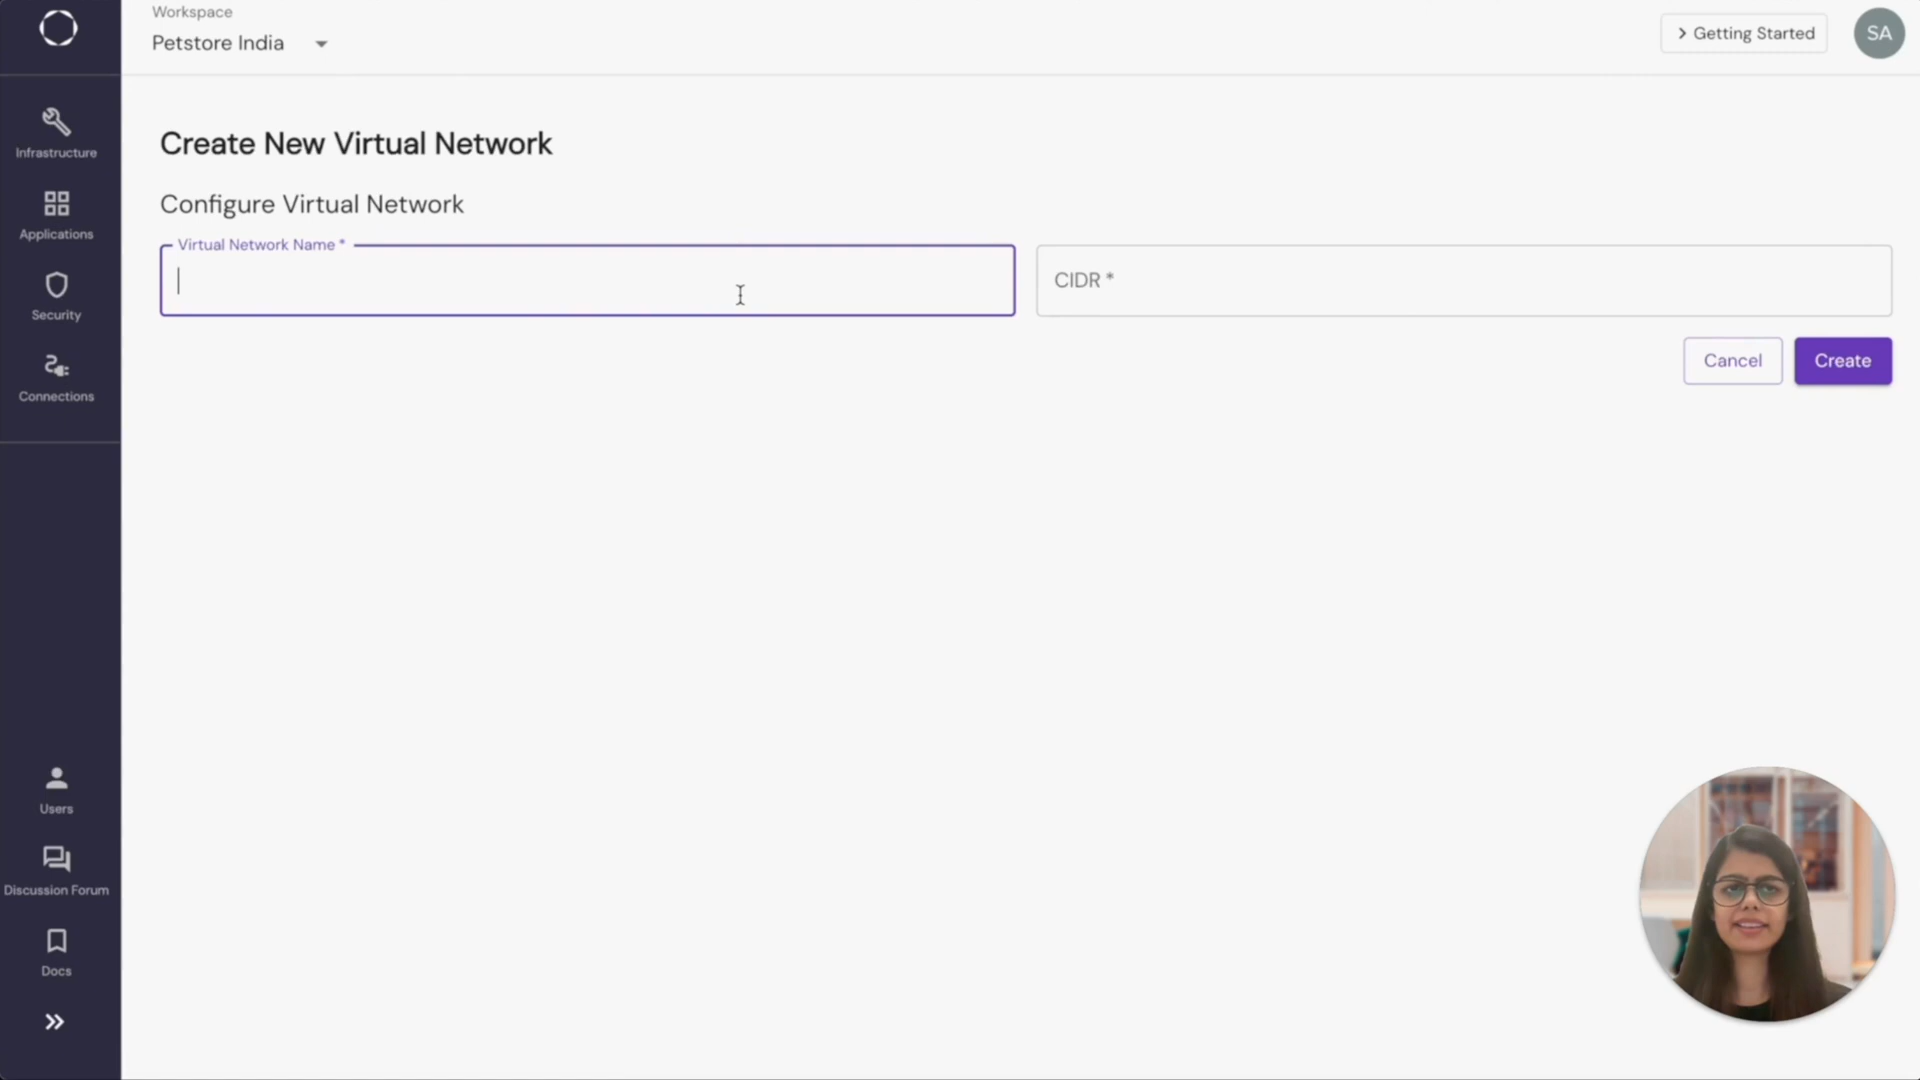 Workspace
Petstore India
Getting Started
SA
Infrastructure
Applications
Security
Connections
Users
Discussion Forum
Docs
Create New Virtual Network
Configure Virtual Network
Virtual Network Name *
CIDR *
Cancel
Create